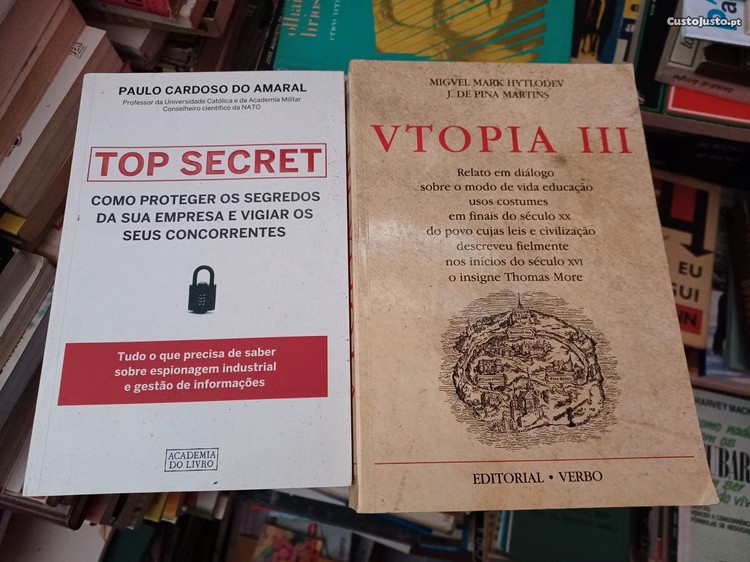 CustoJusto.pt
PAULO CARDOSO DO AMARAL
Professor da Universidade Católica e da Academia Militar
Conselheiro científico da NATO
TOP SECRET
COMO PROTEGER OS SEGREDOS
DA SUA EMPRESA E VIGIAR OS
SEUS CONCORRENTES
Tudo o que precisa de saber
sobre espionagem industrial
e gestão de informações
ACADEMIA
DO LIVRO
MIGVEL MARK HYTLODEV
J. DE PINA MARTINS
VTOPIA III
Relato em diálogo
sobre o modo de vida educação
usos costumes
em finais do século XX
do povo cujas leis e civilização
descreveu fielmente
nos inícios do século XVI
o insigne Thomas More
EDITORIAL • VERBO
EU
HARVEY MAC